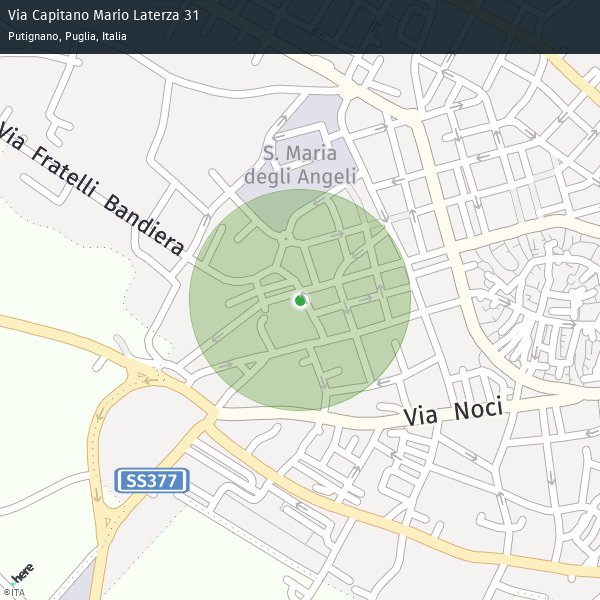 Via Capitano Mario Laterza 31
Putignano, Puglia, Italia
S. Maria
degli Angeli
Via Fratelli Bandiera
Via Noci
SS377
here
©ITA